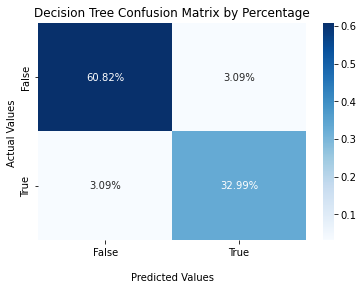 Decision Tree Confusion Matrix by Percentage
Actual Values
False
True
60.82%
3.09%
3.09%
32.99%
False
True
Predicted Values
0.6
0.5
0.4
0.3
0.2
0.1